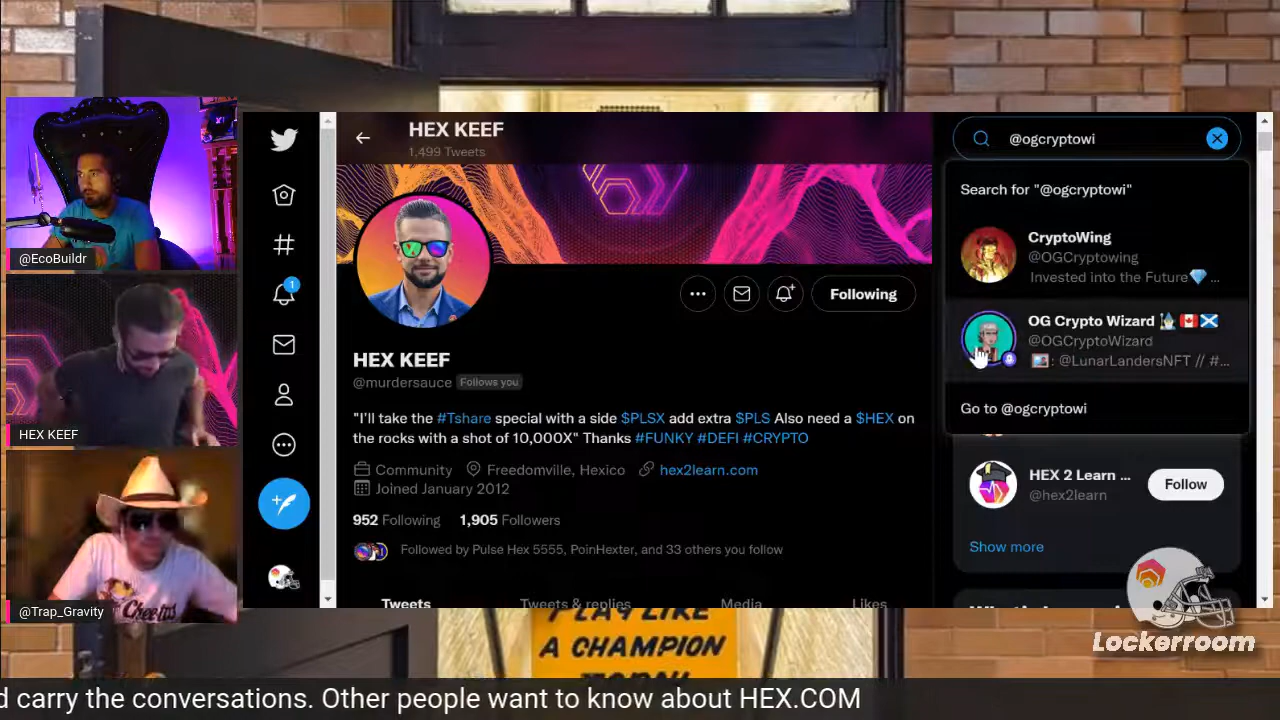 @EcoBuildr
HEX KEEF
@Trap_Gravity
HEX KEEF
1,499 Tweets
1
Following
HEX KEEF
@murdersauce Follows you
"I'll take the #Tshare special with a side $PLSX add extra $PLS Also need a $HEX on
the rocks with a shot of 10,000X" Thanks #FUNKY #DEFI #CRYPTO
Community Freedomville, Hexico hex2learn.com
Joined January 2012
952 Following 1,905 Followers
Followed by Pulse Hex 5555, PoinHexter, and 33 others you follow
Tweets Tweets & replies Media Likes
@ogcryptowi
Search for "@ogcryptowi"
CryptoWing
@OGCryptowing
Invested into the Future💎 ...
OG Crypto Wizard 🧙‍♂️🇨🇦🏴󠁧󠁢󠁳󠁣󠁴󠁿
@OGCryptoWizard
🖼️: @LunarLandersNFT // #...
Go to @ogcryptowi
HEX 2 Learn ...
@hex2learn
Follow
Show more
Lockerroom
PLAY LIKE
A CHAMPION
d carry the conversations. Other people want to know about HEX.COM